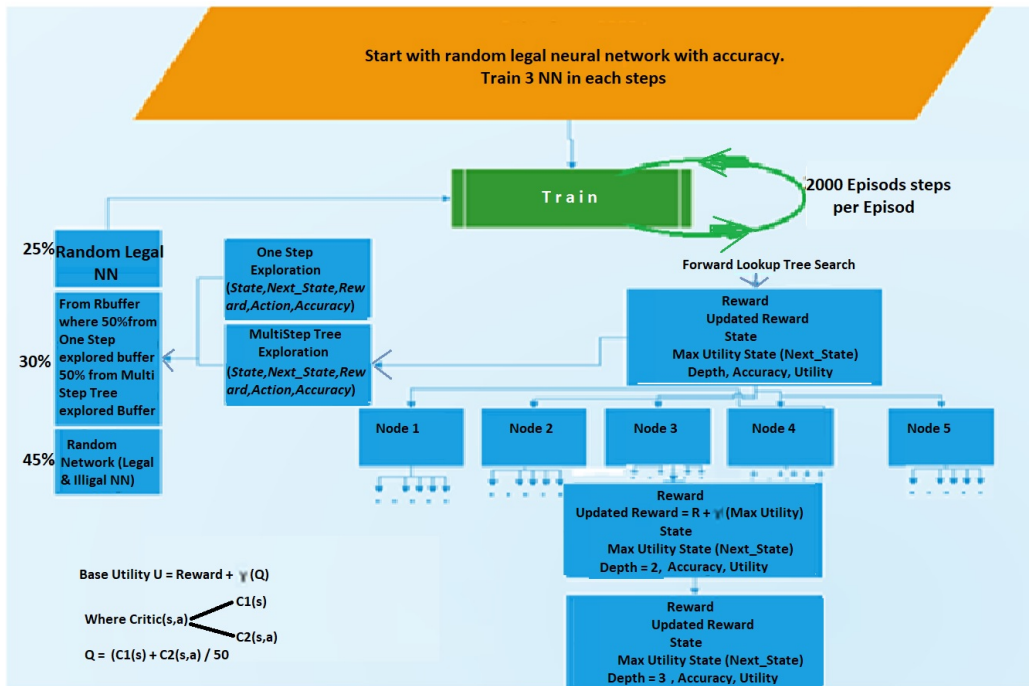 Start with random legal neural network with accuracy.
Train 3 NN in each steps
Train
2000 Episods steps
per Episod
25%
Random Legal
NN
One Step
Exploration
(State,Next_State,Rew
ard,Action,Accuracy)
Forward Lookup Tree Search
From Rbuffer
where 50%from
One Step
explored buffer
50% from Multi
Step Tree
explored Buffer
30%
MultiStep Tree
Exploration
(State,Next_State,Rew
ard,Action,Accuracy)
Reward
Updated Reward
State
Max Utility State (Next_State)
Depth, Accuracy, Utility
45%
Random
Network (Legal
& Illigal NN)
Node 1
Node 2
Node 3
Node 4
Node 5
Reward
Updated Reward = R + γ (Max Utility)
State
Max Utility State (Next_State)
Depth = 2, Accuracy, Utility
Reward
Updated Reward
State
Max Utility State (Next_State)
Depth = 3 , Accuracy, Utility
Base Utility U = Reward + γ (Q)
C1(s)
Where Critic(s,a)
C2(s,a)
Q = (C1(s) + C2(s,a) / 50